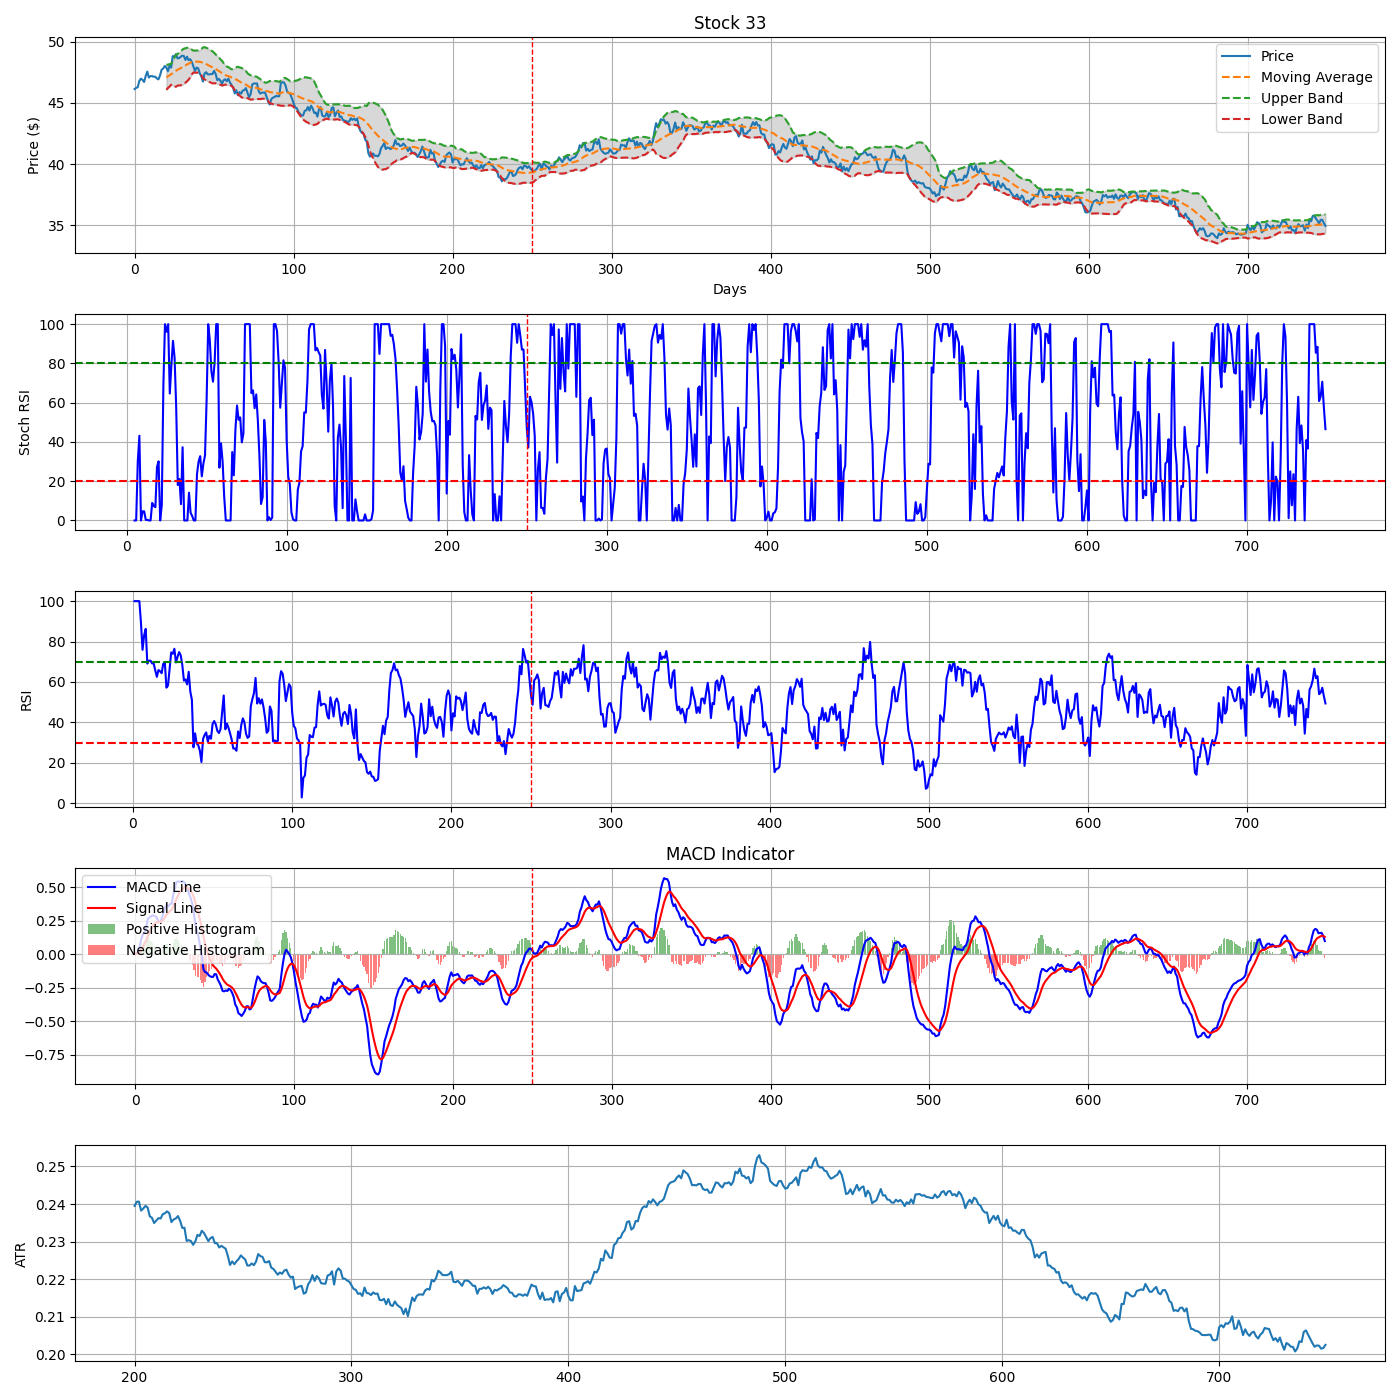 Stock 33
50
45
40
35
Price ($)
Price
Moving Average
Upper Band
Lower Band
0 100 200 300 400 500 600 700
Days
100
80
60
40
20
0
Stoch RSI
0 100 200 300 400 500 600 700
100
80
60
40
20
0
RSI
0 100 200 300 400 500 600 700
MACD Indicator
0.50
0.25
0.00
−0.25
−0.50
−0.75
MACD Line
Signal Line
Positive Histogram
Negative Histogram
0 100 200 300 400 500 600 700
0.25
0.24
0.23
0.22
0.21
0.20
ATR
200 300 400 500 600 700